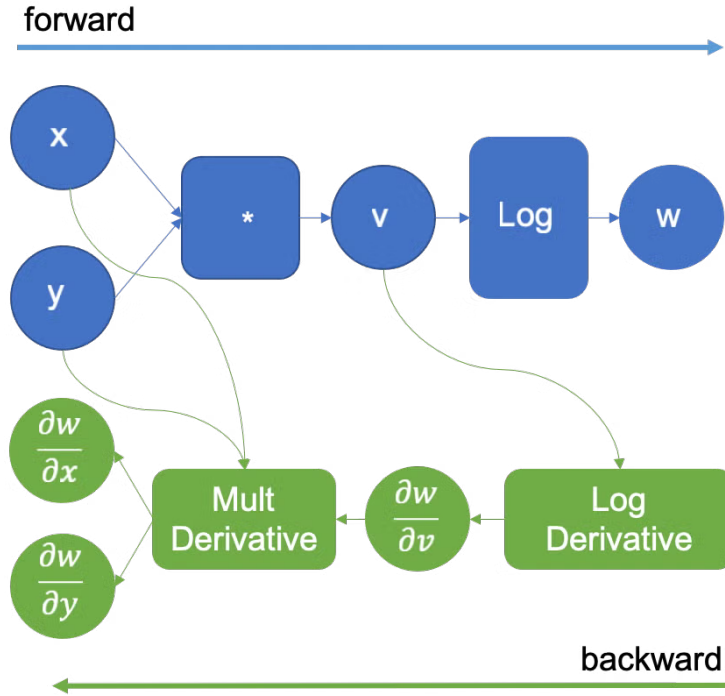 forward
x
*
v
Log
w
y
∂w
∂x
Mult
Derivative
∂w
∂v
Log
Derivative
∂w
∂y
backward